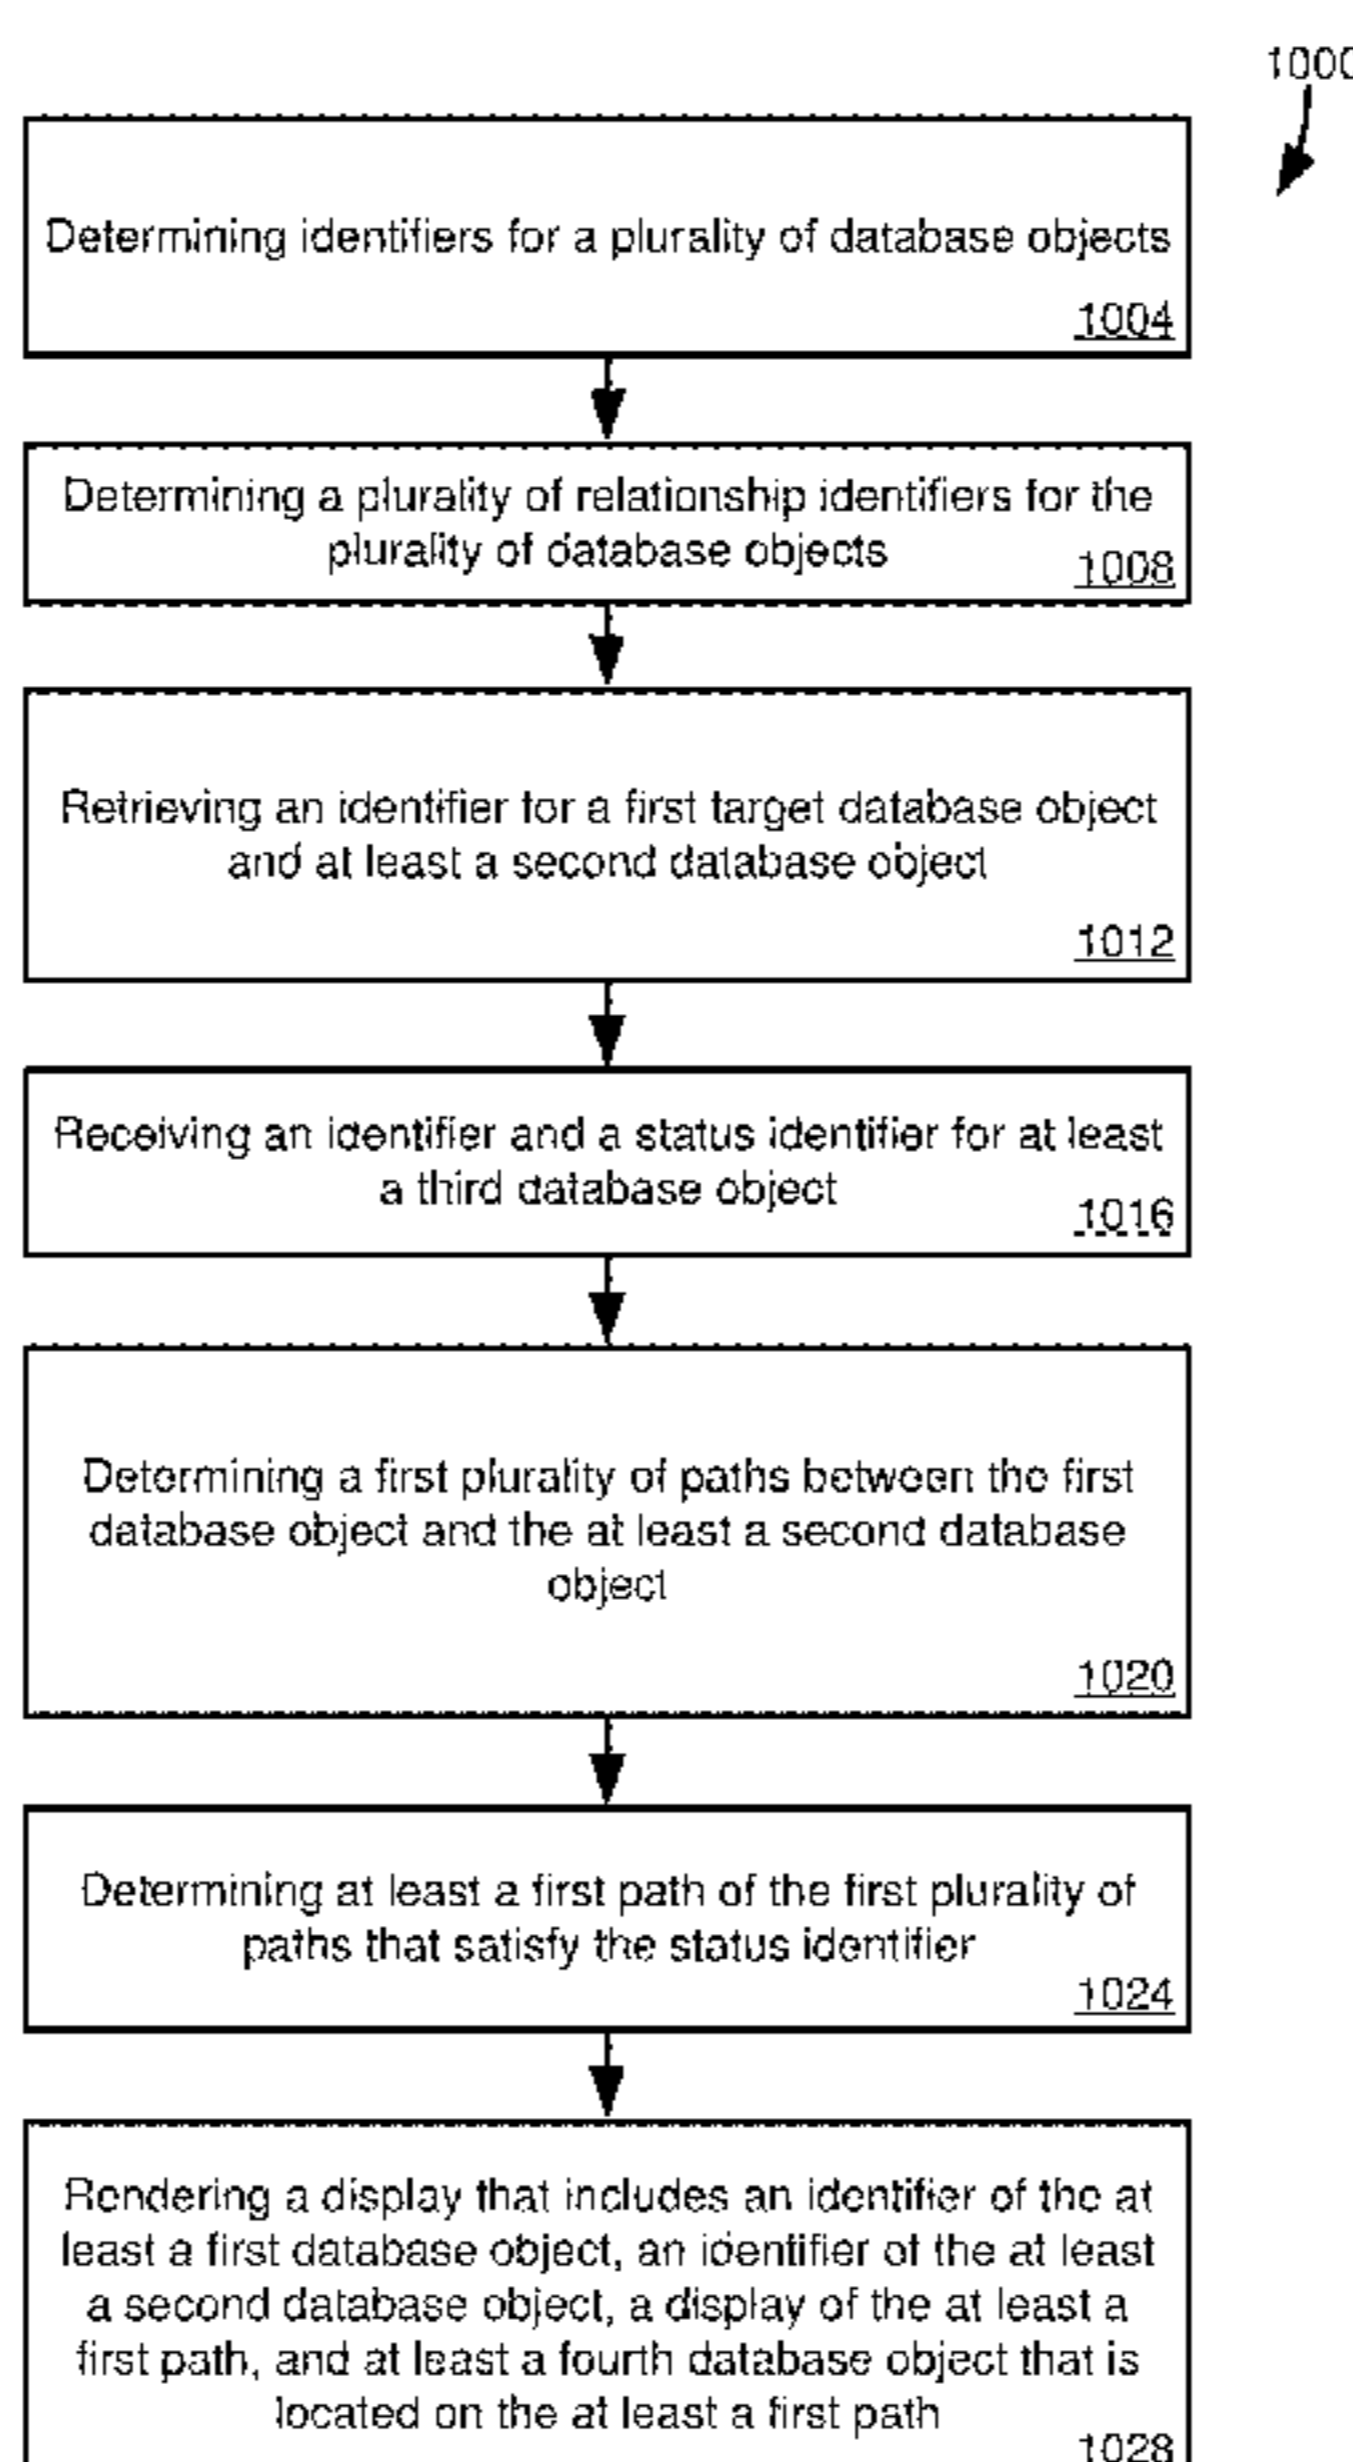 1000
Determining identifiers for a plurality of database objects
1004
Determining a plurality of relationship identifiers for the
plurality of database objects
1008
Retrieving an identifier for a first target database object
and at least a second database object
1012
Receiving an identifier and a status identifier for at least
a third database object
1016
Determining a first plurality of paths between the first
database object and the at least a second database
object
1020
Determining at least a first path of the first plurality of
paths that satisfy the status identifier
1024
Rendering a display that includes an identifier of the at
least a first database object, an identifier of the at least
a second database object, a display of the at least a
first path, and at least a fourth database object that is
located on the at least a first path
1028